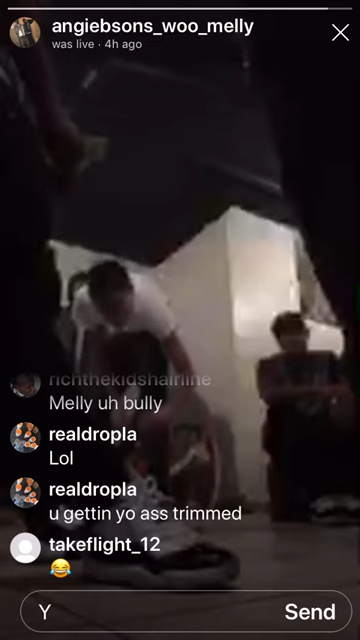 angiebsons_woo_melly
was live · 4h ago
richthekidshairline
Melly uh bully
realdropla
Lol
realdropla
u gettin yo ass trimmed
takeflight_12
😂
Y
Send